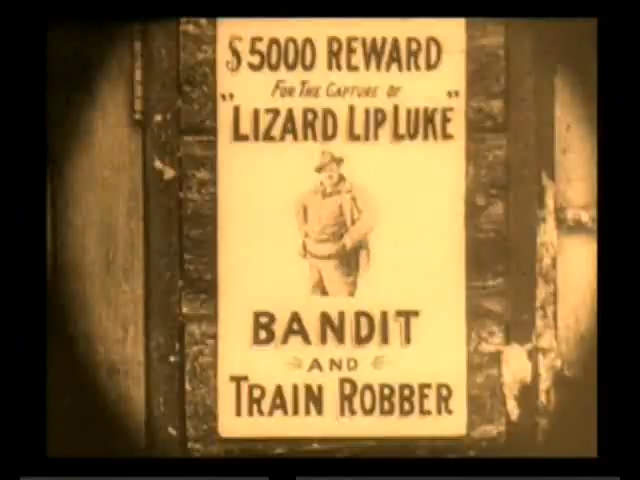 $5000 REWARD
FOR THE CAPTURE OF
"LIZARD LIP LUKE"
BANDIT
AND
TRAIN ROBBER